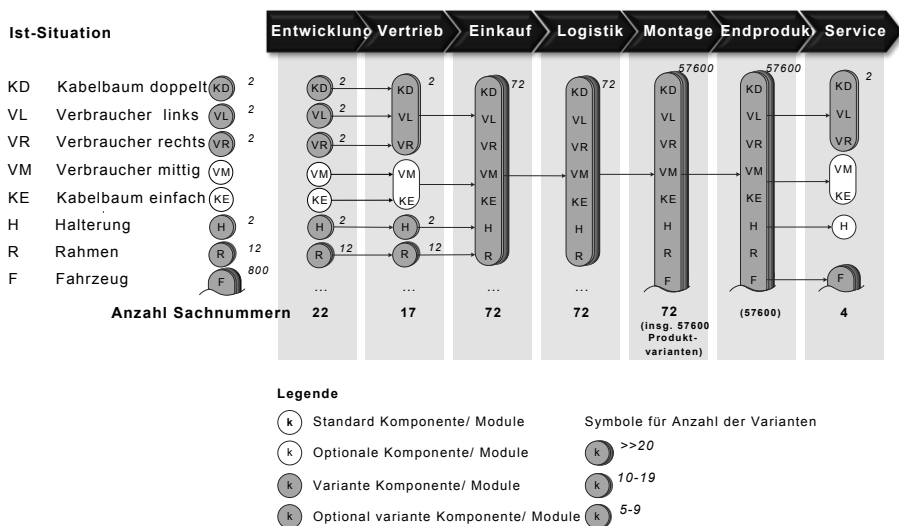 Ist-Situation
Entwicklung Vertrieb Einkauf Logistik Montage Endprodukt Service
KD Kabelbaum doppelt KD 2 KD 2 KD 2 KD 72 KD 72 KD 57600 KD 57600 KD 2
VL Verbraucher links VL 2 VL 2 VL VL VL VL VL VL
VR Verbraucher rechts VR 2 VR 2 VR VR VR VR VR VR
VM Verbraucher mittig VM VM VM VM VM VM VM VM
KE Kabelbaum einfach KE KE KE KE KE KE KE KE
H Halterung H 2 H 2 H 2 H H H H H
R Rahmen R 12 R 12 R 12 R R R R
F Fahrzeug F 800 ... ... ... ... F F F
Anzahl Sachnummern 22 17 72 72 72 (57600) 4
(insg. 57600
Produkt-
varianten)
Legende
k Standard Komponente/ Module Symbole für Anzahl der Varianten
k Optionale Komponente/ Module k >>20
k Variante Komponente/ Module k 10-19
k Optional variante Komponente/ Module k 5-9